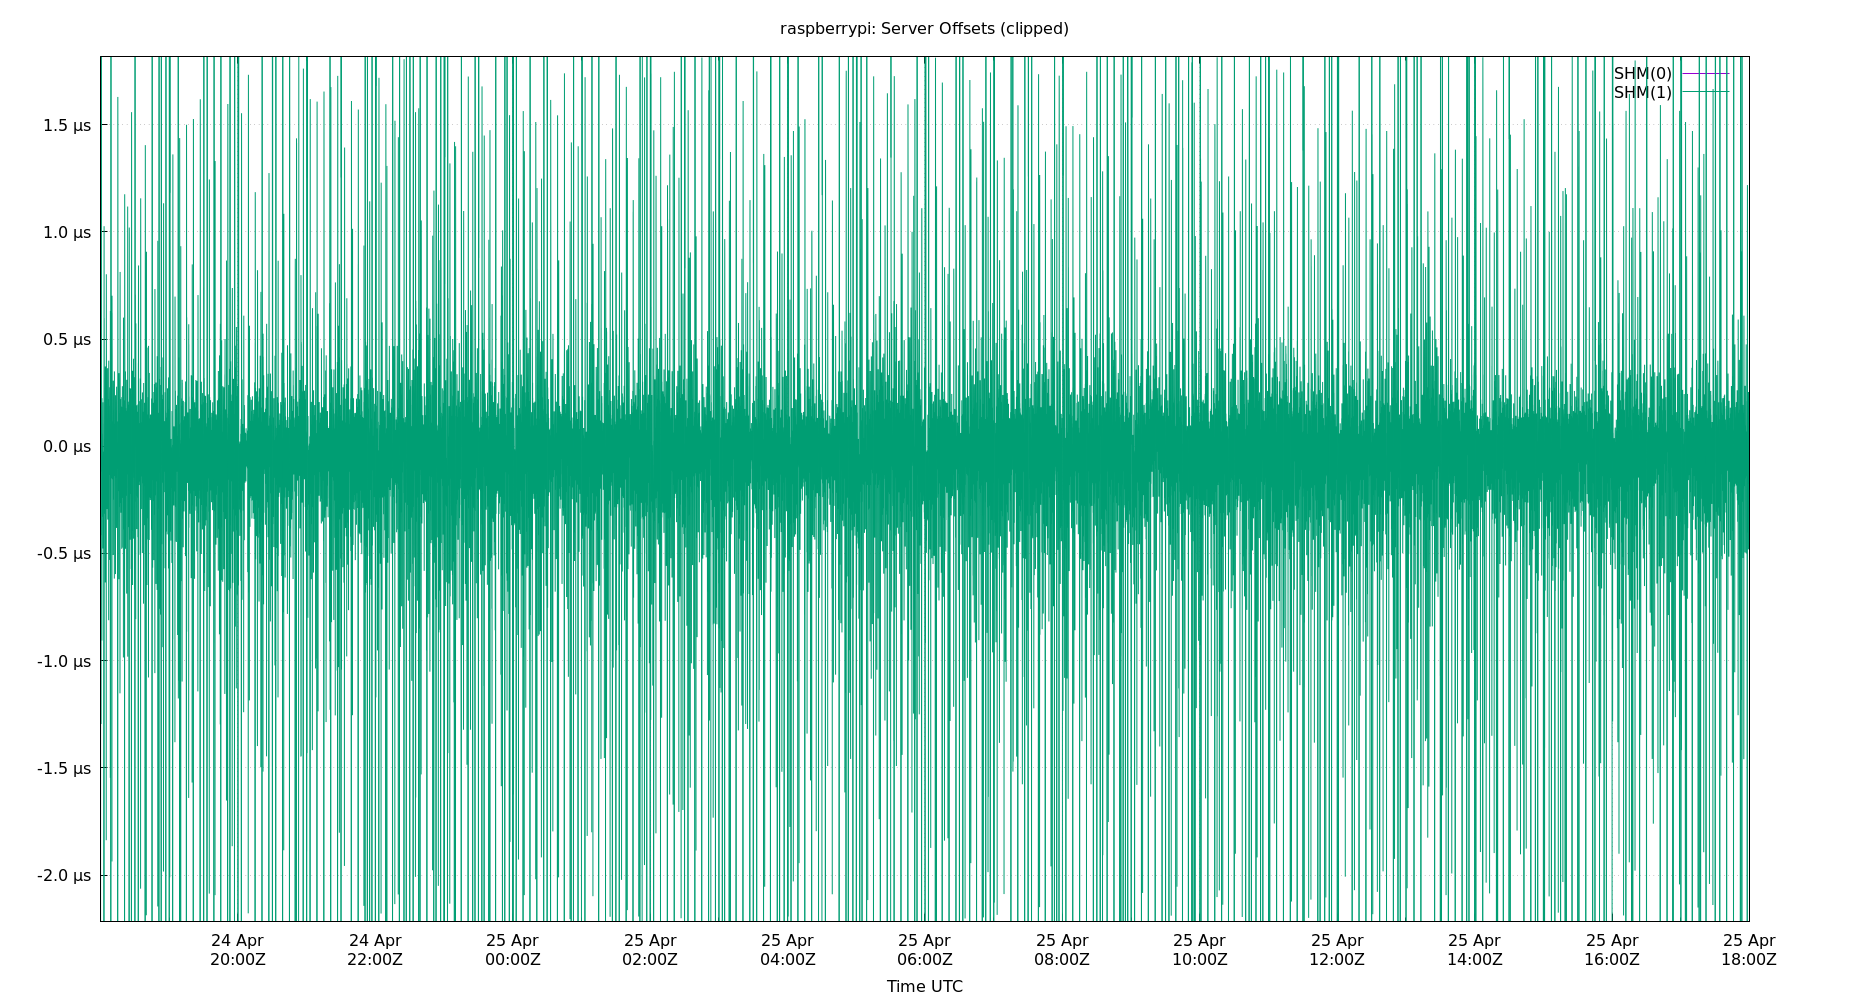 raspberrypi: Server Offsets (clipped)
SHM(0)
SHM(1)
1.5 µs
1.0 µs
0.5 µs
0.0 µs
-0.5 µs
-1.0 µs
-1.5 µs
-2.0 µs
24 Apr 24 Apr 25 Apr 25 Apr 25 Apr 25 Apr 25 Apr 25 Apr 25 Apr 25 Apr 25 Apr 25 Apr
20:00Z 22:00Z 00:00Z 02:00Z 04:00Z 06:00Z 08:00Z 10:00Z 12:00Z 14:00Z 16:00Z 18:00Z
Time UTC